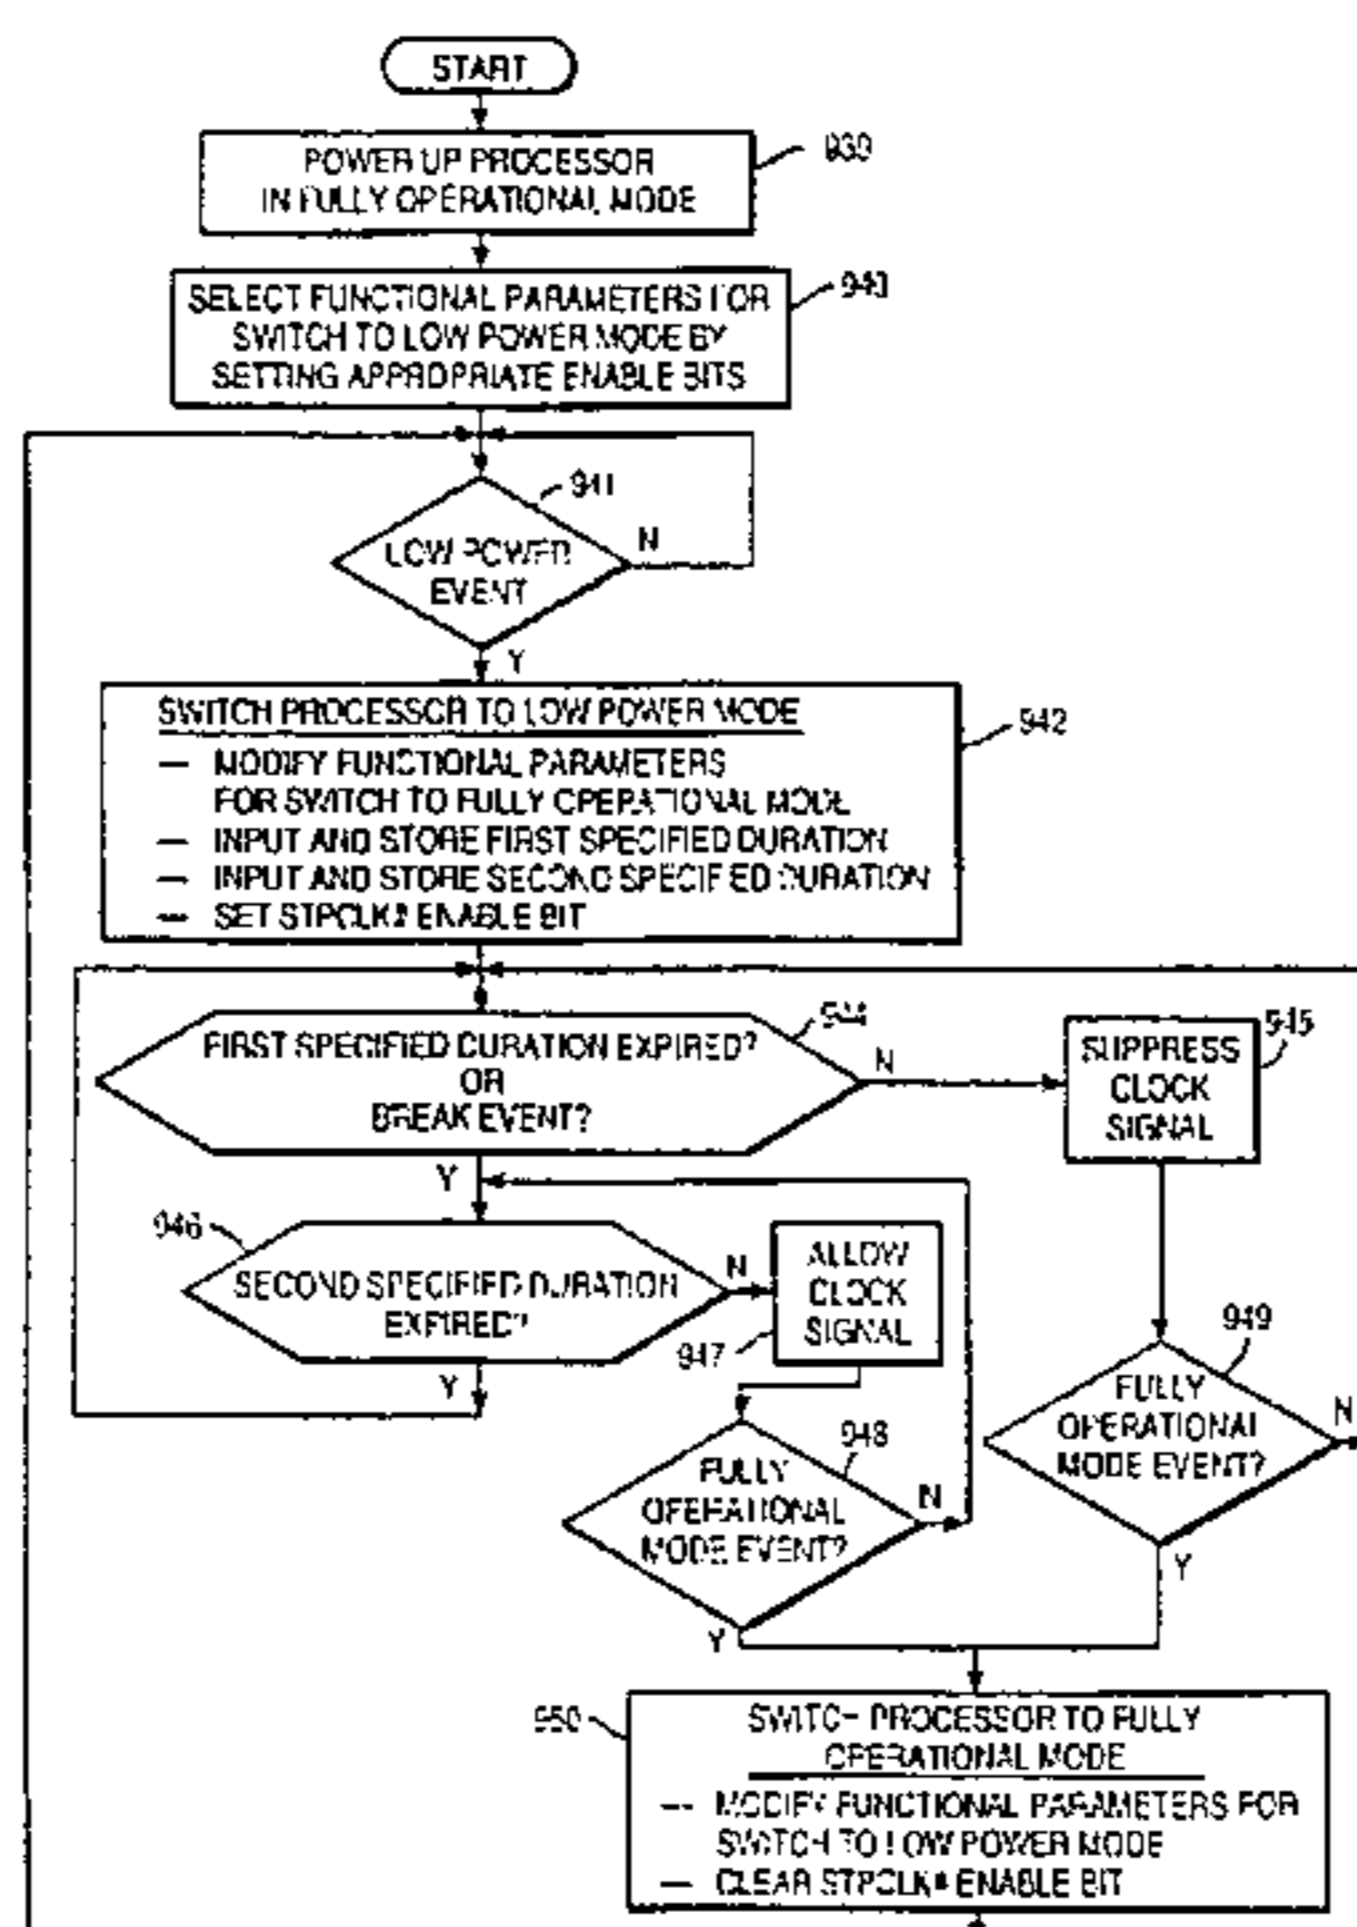 START
POWER UP PROCESSOR
IN FULLY OPERATIONAL MODE
939
SELECT FUNCTIONAL PARAMETERS FOR
SWITCH TO LOW POWER MODE BY
SETTING APPROPRIATE ENABLE BITS
940
941
LOW POWER
EVENT
N
Y
SWITCH PROCESSOR TO LOW POWER MODE
— MODIFY FUNCTIONAL PARAMETERS
FOR SWITCH TO FULLY OPERATIONAL MODE
— INPUT AND STORE FIRST SPECIFIED DURATION
— INPUT AND STORE SECOND SPECIFIED DURATION
— SET STPCLK# ENABLE BIT
942
944
FIRST SPECIFIED DURATION EXPIRED?
OR
BREAK EVENT?
N
Y
945
SUPPRESS
CLOCK
SIGNAL
946
SECOND SPECIFIED DURATION
EXPIRED?
N
Y
ALLOW
CLOCK
SIGNAL
947
948
FULLY
OPERATIONAL
MODE EVENT?
N
Y
949
FULLY
OPERATIONAL
MODE EVENT?
N
Y
950
SWITCH PROCESSOR TO FULLY
OPERATIONAL MODE
— MODIFY FUNCTIONAL PARAMETERS FOR
SWITCH TO LOW POWER MODE
— CLEAR STPCLK# ENABLE BIT